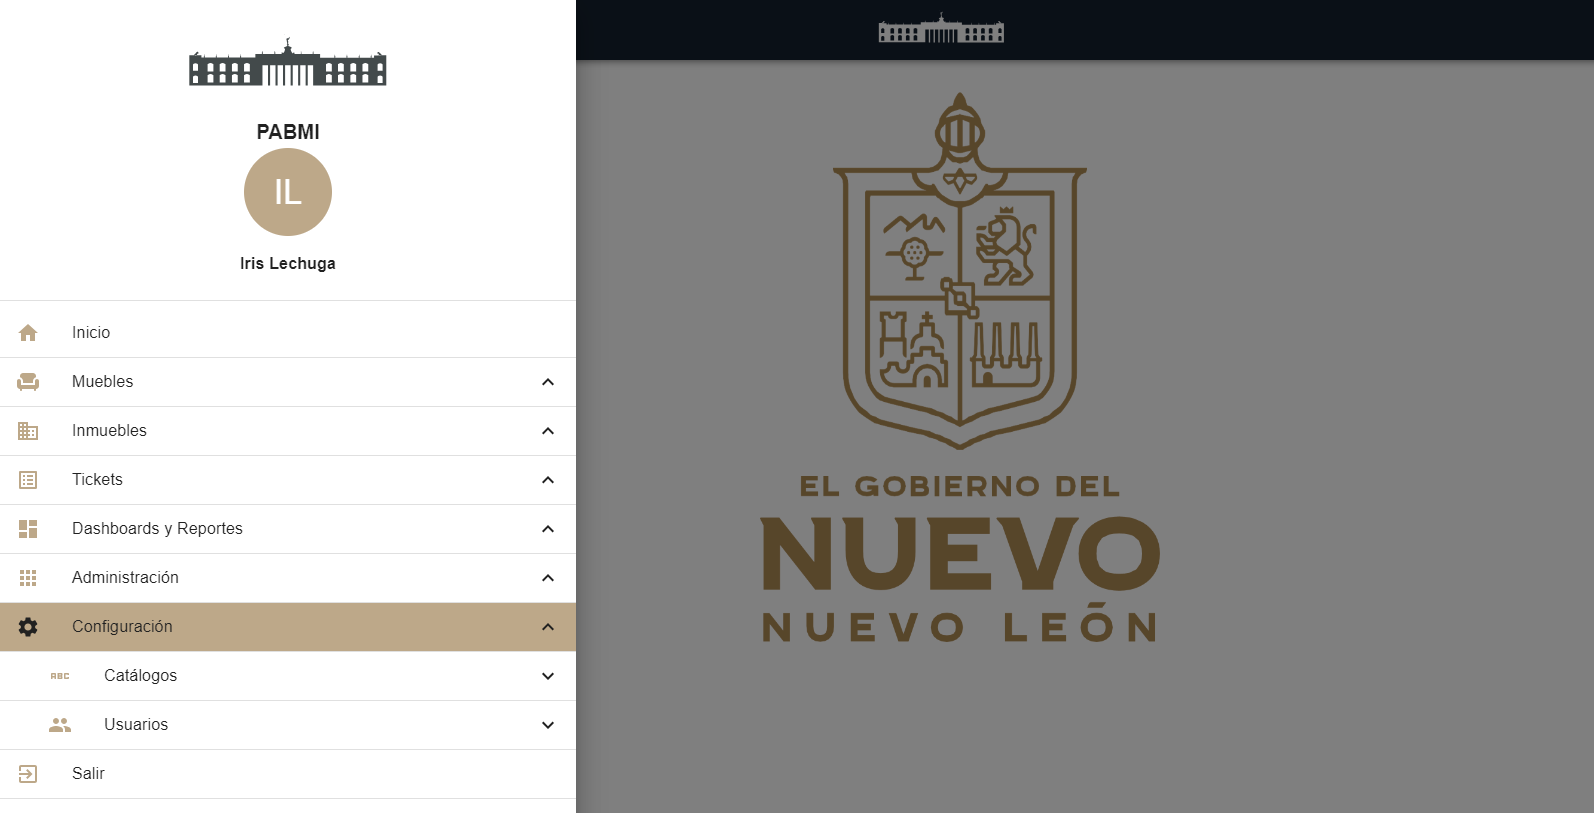 PABMI
IL
Iris Lechuga
Inicio
Muebles
Inmuebles
Tickets
Dashboards y Reportes
Administración
Configuración
ABC
Catálogos
Usuarios
Salir
EL GOBIERNO DEL
NUEVO
NUEVO LEÓN